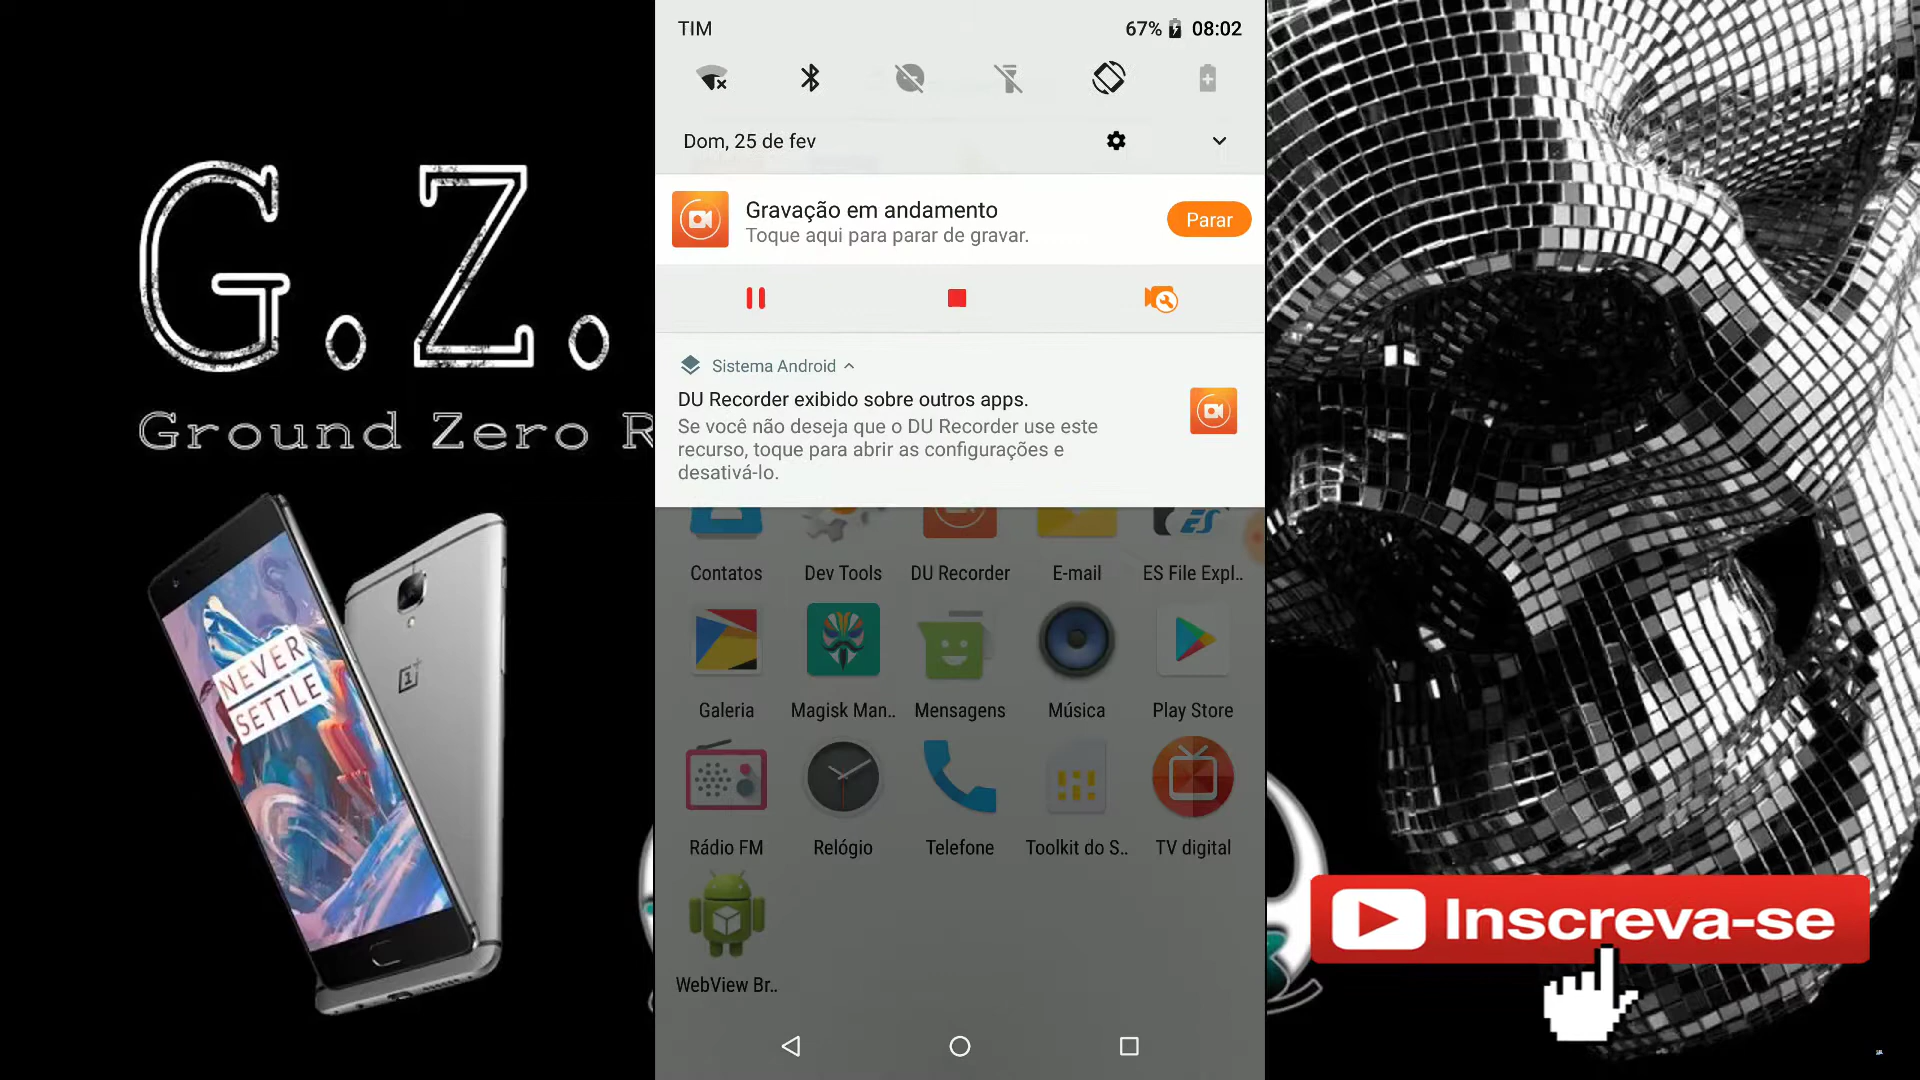 G.Z.
Ground Zero R
NEVER
SETTLE
1+
TIM
67% 08:02
Dom, 25 de fev
Gravação em andamento
Toque aqui para parar de gravar.
Parar
Sistema Android
DU Recorder exibido sobre outros apps.
Se você não deseja que o DU Recorder use este
recurso, toque para abrir as configurações e
desativá-lo.
ES
Contatos Dev Tools DU Recorder E-mail ES File Expl..
Galeria Magisk Man.. Mensagens Música Play Store
Rádio FM Relógio Telefone Toolkit do S.. TV digital
WebView Br..
Inscreva-se